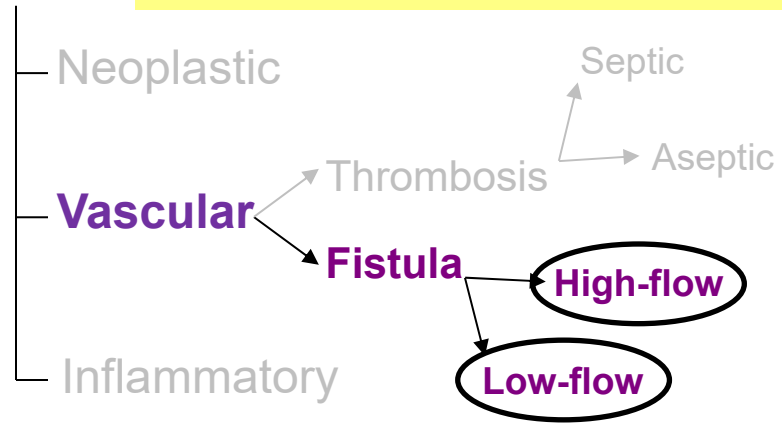 Neoplastic
Septic
Aseptic
Thrombosis
Vascular
Fistula
High-flow
Inflammatory
Low-flow